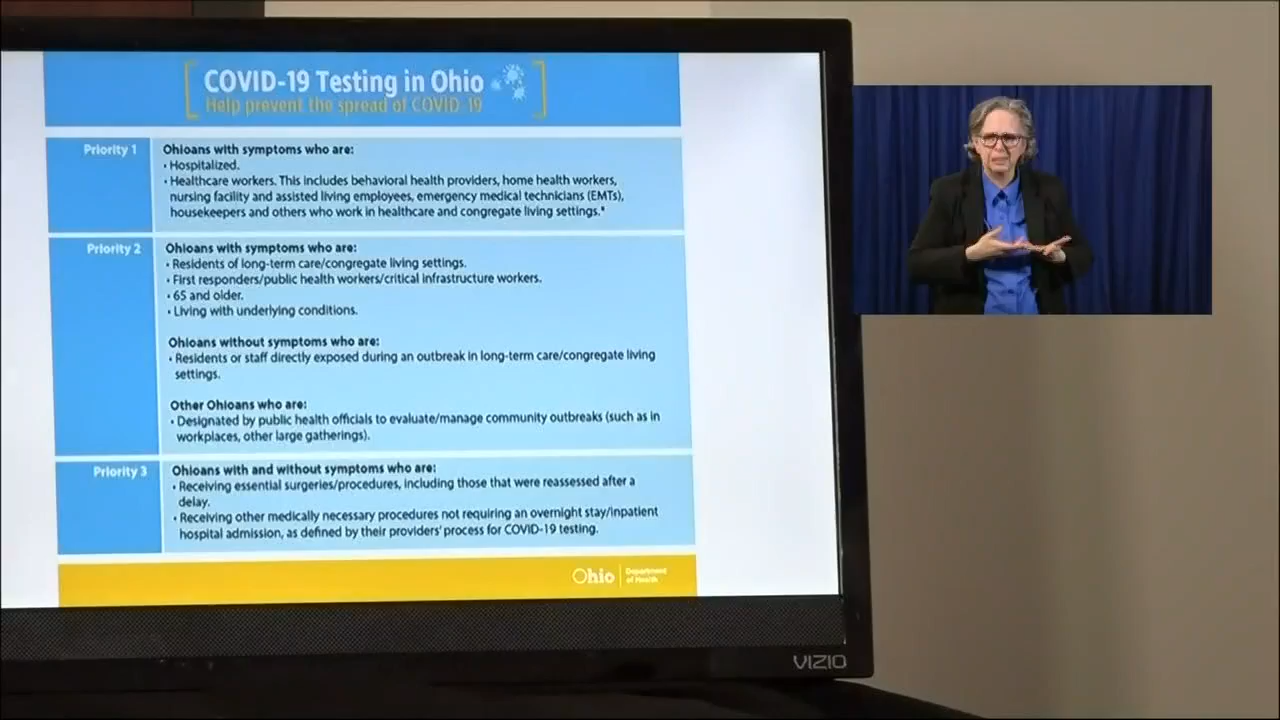 COVID-19 Testing in Ohio
Help prevent the spread of COVID-19
Priority 1
Ohioans with symptoms who are:
• Hospitalized.
• Healthcare workers. This includes behavioral health providers, home health workers,
nursing facility and assisted living employees, emergency medical technicians (EMTs),
housekeepers and others who work in healthcare and congregate living settings.*
Priority 2
Ohioans with symptoms who are:
• Residents of long-term care/congregate living settings.
• First responders/public health workers/critical infrastructure workers.
• 65 and older.
• Living with underlying conditions.
Ohioans without symptoms who are:
• Residents or staff directly exposed during an outbreak in long-term care/congregate living
settings.
Other Ohioans who are:
• Designated by public health officials to evaluate/manage community outbreaks (such as in
workplaces, other large gatherings).
Priority 3
Ohioans with and without symptoms who are:
• Receiving essential surgeries/procedures, including those that were reassessed after a
delay.
• Receiving other medically necessary procedures not requiring an overnight stay/inpatient
hospital admission, as defined by their providers' process for COVID-19 testing.
Ohio
Department
of Health
VIZIO